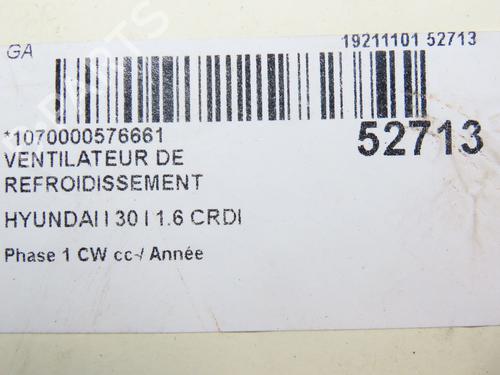 GA
19211101 52713
*1070000576661
52713
VENTILATEUR DE
REFROIDISSEMENT
HYUNDAI I 30 I 1.6 CRDI
Phase 1 CW cc-/ Année